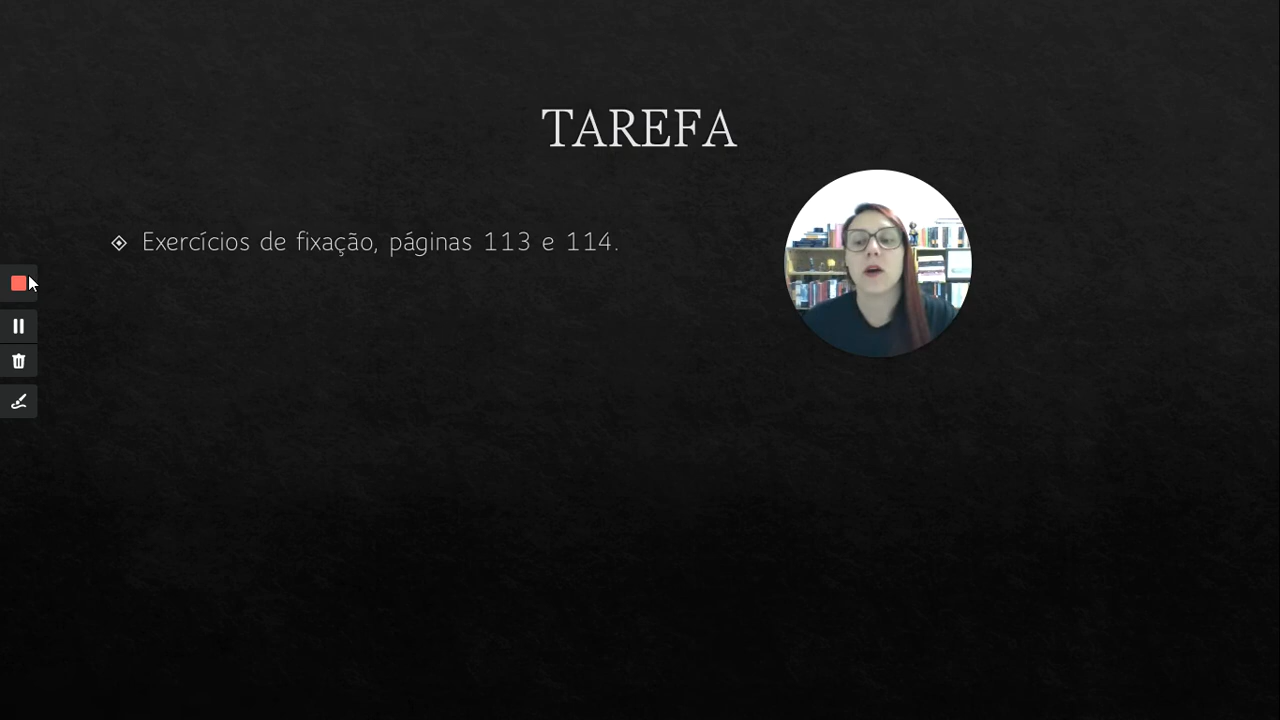 TAREFA
Exercícios de fixação, páginas 113 e 114.